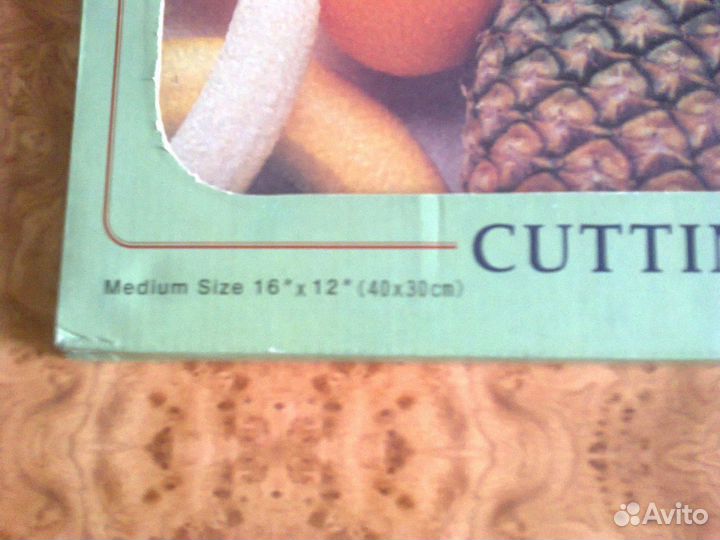 CUTTI
Medium Size 16"x12"(40x30cm)
Avito